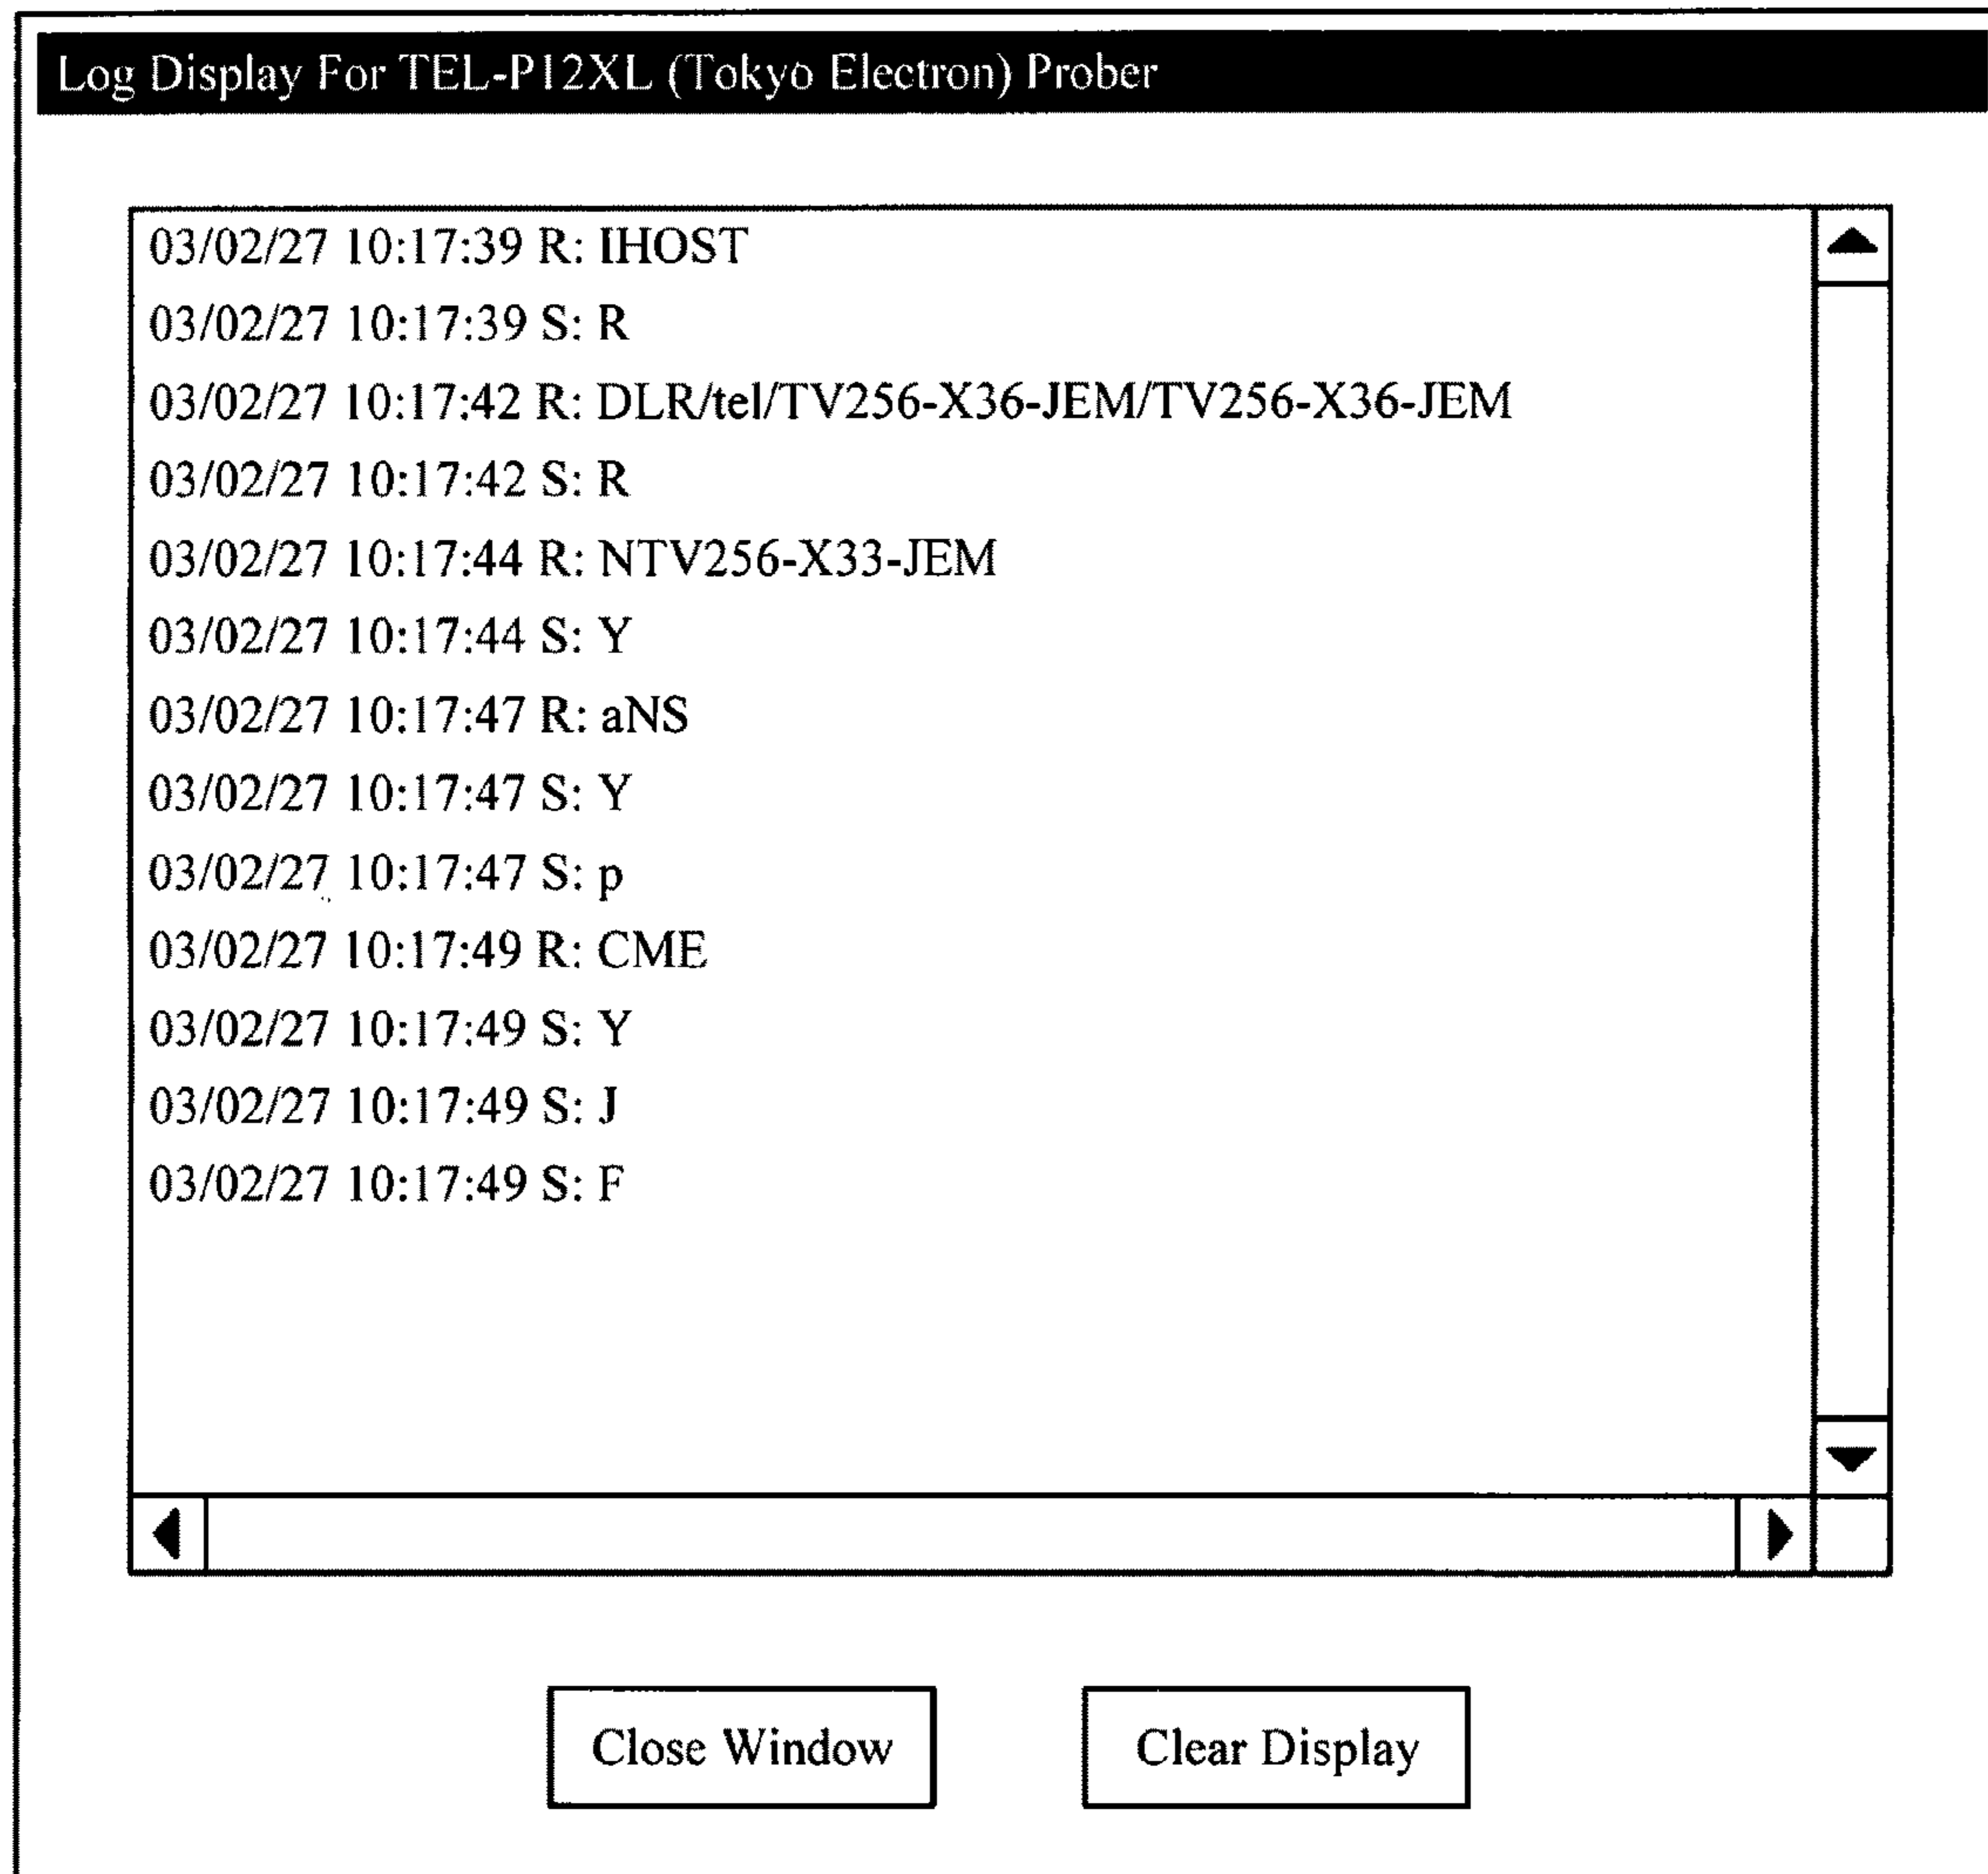 Log Display For TEL-P12XL (Tokyo Electron) Prober
03/02/27 10:17:39 R: IHOST
03/02/27 10:17:39 S: R
03/02/27 10:17:42 R: DLR/tel/TV256-X36-JEM/TV256-X36-JEM
03/02/27 10:17:42 S: R
03/02/27 10:17:44 R: NTV256-X33-JEM
03/02/27 10:17:44 S: Y
03/02/27 10:17:47 R: aNS
03/02/27 10:17:47 S: Y
03/02/27 10:17:47 S: p
03/02/27 10:17:49 R: CME
03/02/27 10:17:49 S: Y
03/02/27 10:17:49 S: J
03/02/27 10:17:49 S: F
Close Window
Clear Display